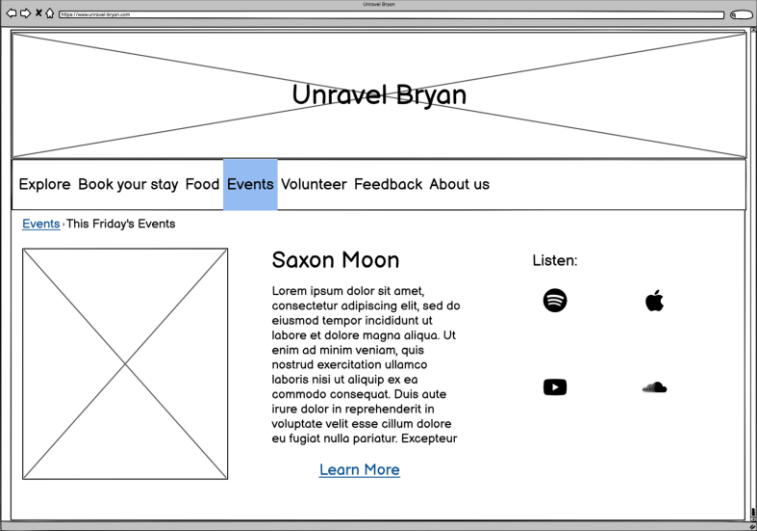 Unravel Bryan
https://www.unravel-bryan.com
Unravel Bryan
Explore Book your stay Food Events Volunteer Feedback About us
Events › This Friday's Events
Saxon Moon
Lorem ipsum dolor sit amet,
consectetur adipiscing elit, sed do
eiusmod tempor incididunt ut
labore et dolore magna aliqua. Ut
enim ad minim veniam, quis
nostrud exercitation ullamco
laboris nisi ut aliquip ex ea
commodo consequat. Duis aute
irure dolor in reprehenderit in
voluptate velit esse cillum dolore
eu fugiat nulla pariatur. Excepteur
Learn More
Listen: